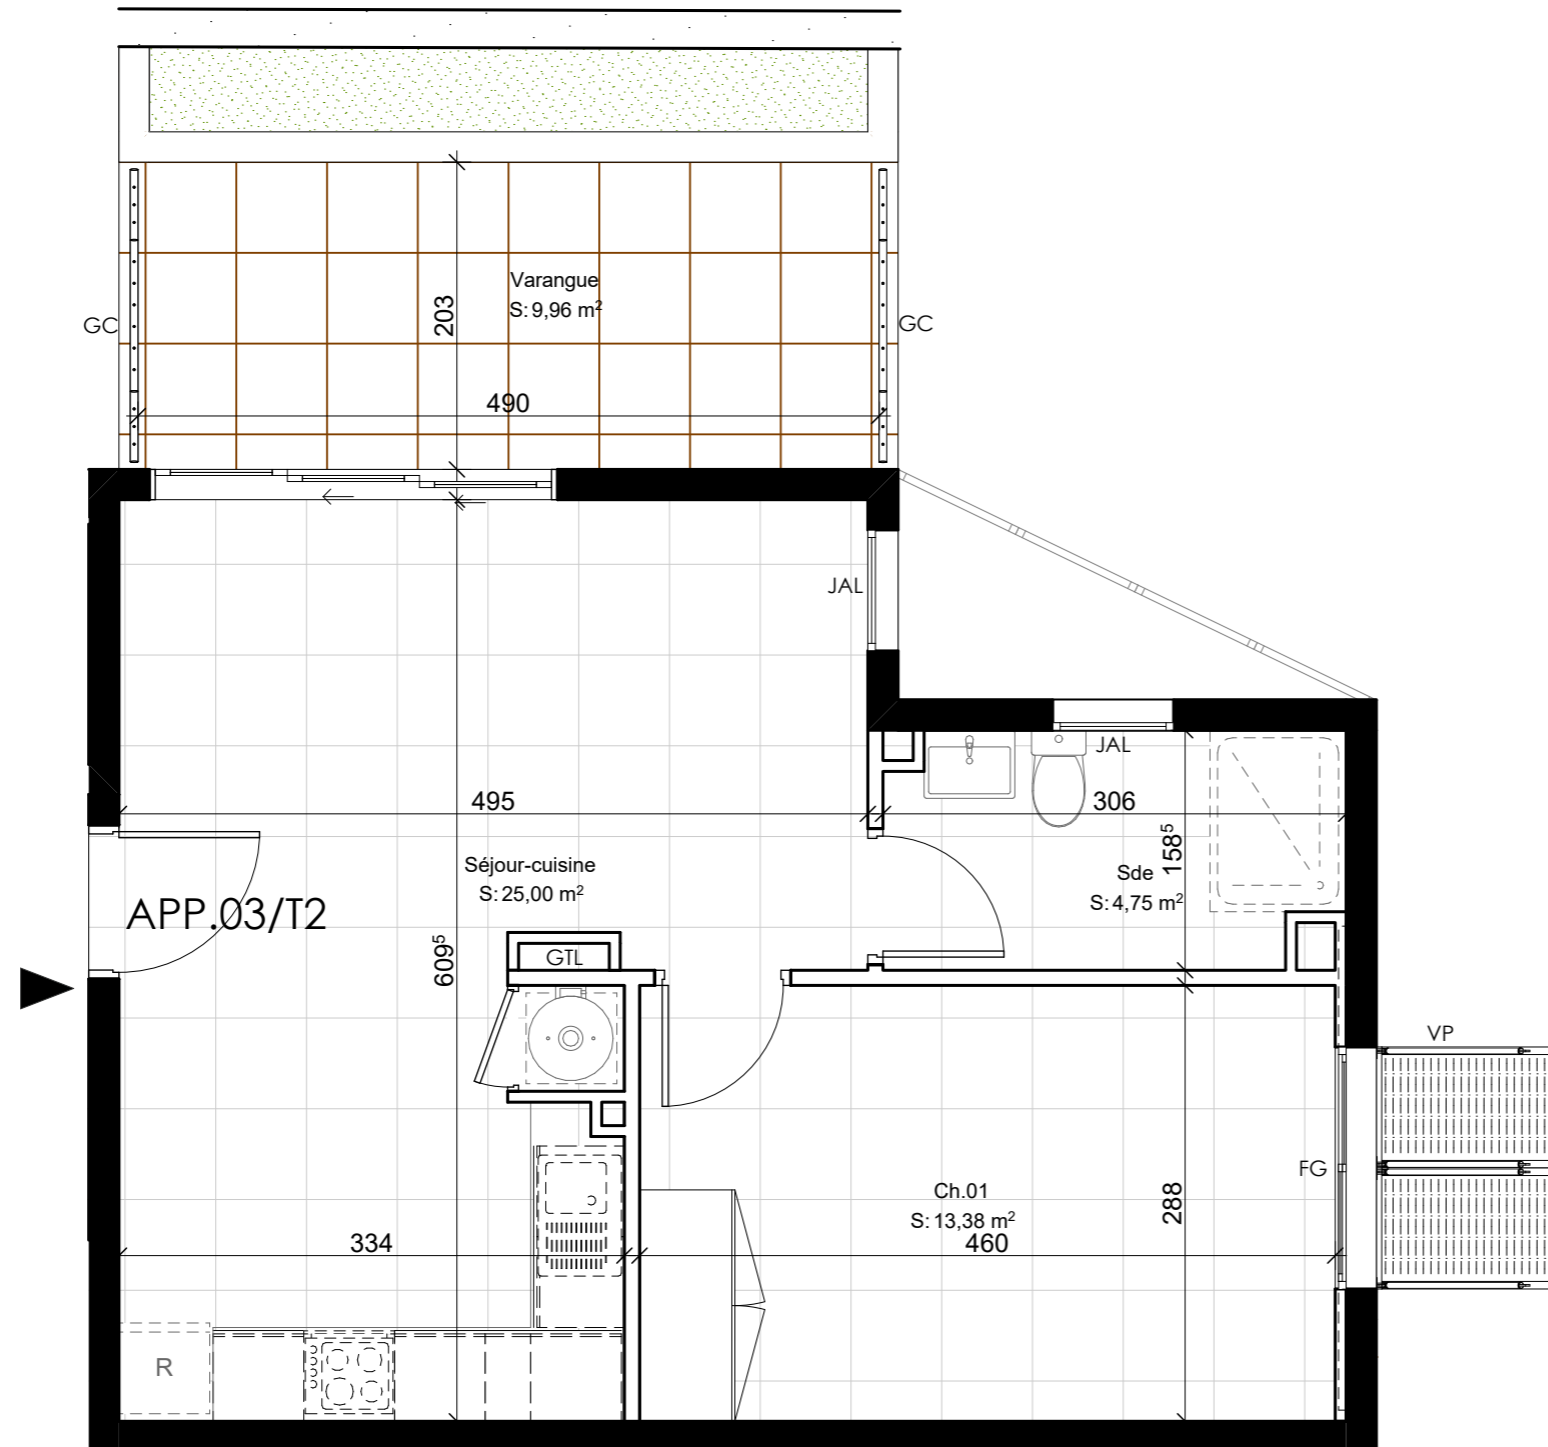 Varangue
S: 9,96 m²
203
GC
GC
490
JAL
JAL
495
306
158⁵
Séjour-cuisine
S: 25,00 m²
Sde
S: 4,75 m²
APP.03/T2
609⁵
GTL
VP
FG
Ch.01
S: 13,38 m²
288
334
460
R